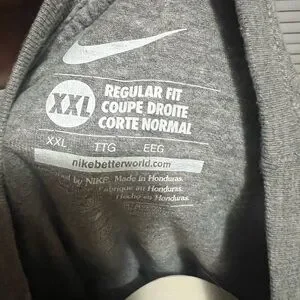 XXL
REGULAR FIT
COUPE DROITE
CORTE NORMAL
XXL TTG EEG
nikebetterworld.com
by NIKE. Made in Honduras.
Fabriqué au Honduras.
Hecho en Honduras.